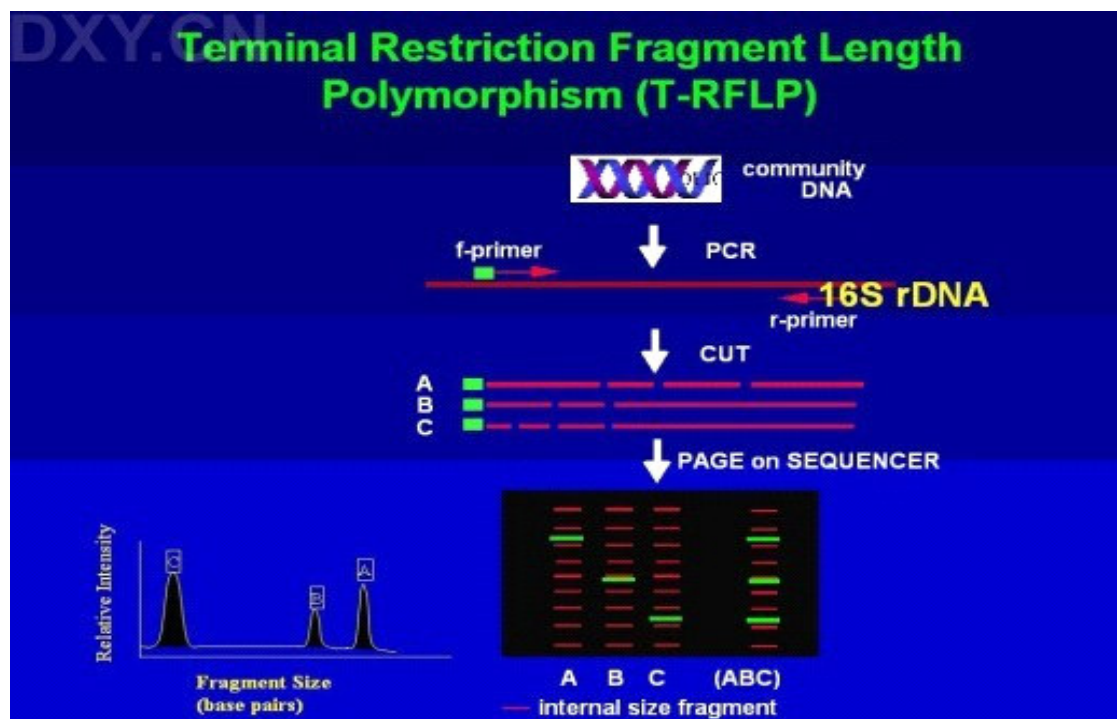 DXY.CN
Terminal Restriction Fragment Length
Polymorphism (T-RFLP)
community
DNA
f-primer
PCR
16S rDNA
r-primer
CUT
A
B
C
PAGE on SEQUENCER
Relative Intensity
C
B
A
Fragment Size
(base pairs)
A B C (ABC)
internal size fragment